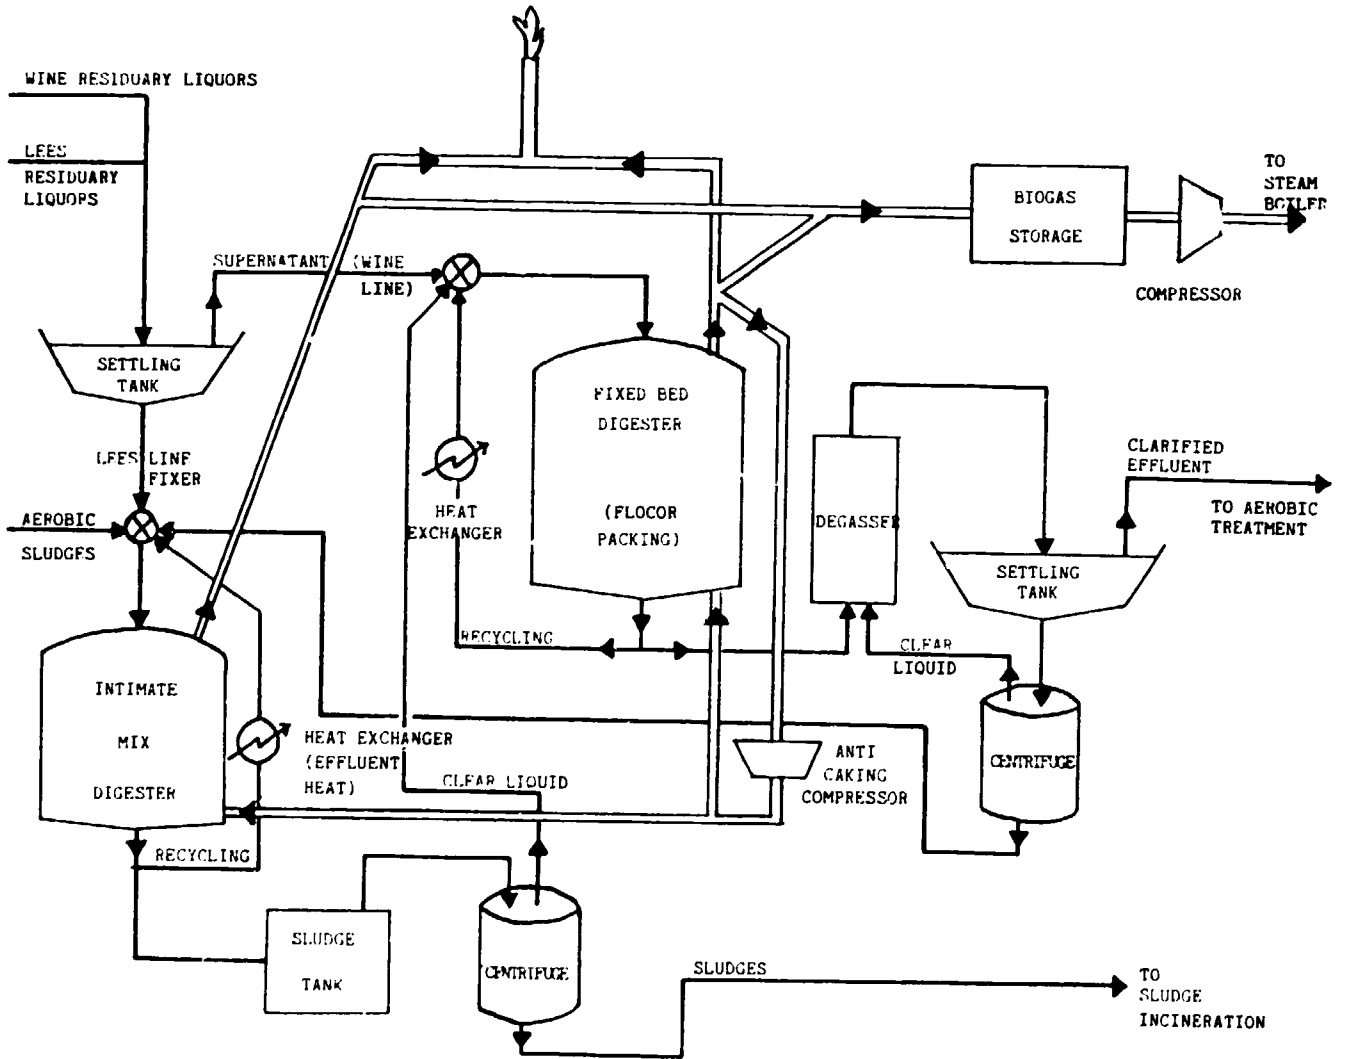 WINE RESIDUARY LIQUORS
LEES
RESIDUARY
LIQUOPS
TO
STEAM
BOILER
BIOGAS
STORAGE
COMPRESSOR
SUPERNATANT (WINE
LINE)
SETTLING
TANK
FIXED BED
DIGESTER
(FLOCOR
PACKING)
LEES LINE
FIXER
HEAT
EXCHANGER
DEGASSER
CLARIFIED
EFFLUENT
TO AEROBIC
TREATMENT
AEROBIC
SLUDGES
SETTLING
TANK
RECYCLING
CLEAR
LIQUID
INTIMATE
MIX
DIGESTER
HEAT EXCHANGER
(EFFLUENT
HEAT)
CLEAR LIQUID
ANTI
CAKING
COMPRESSOR
CENTRIFUGE
RECYCLING
SLUDGE
TANK
CENTRIFUGE
SLUDGES
TO
SLUDGE
INCINERATION